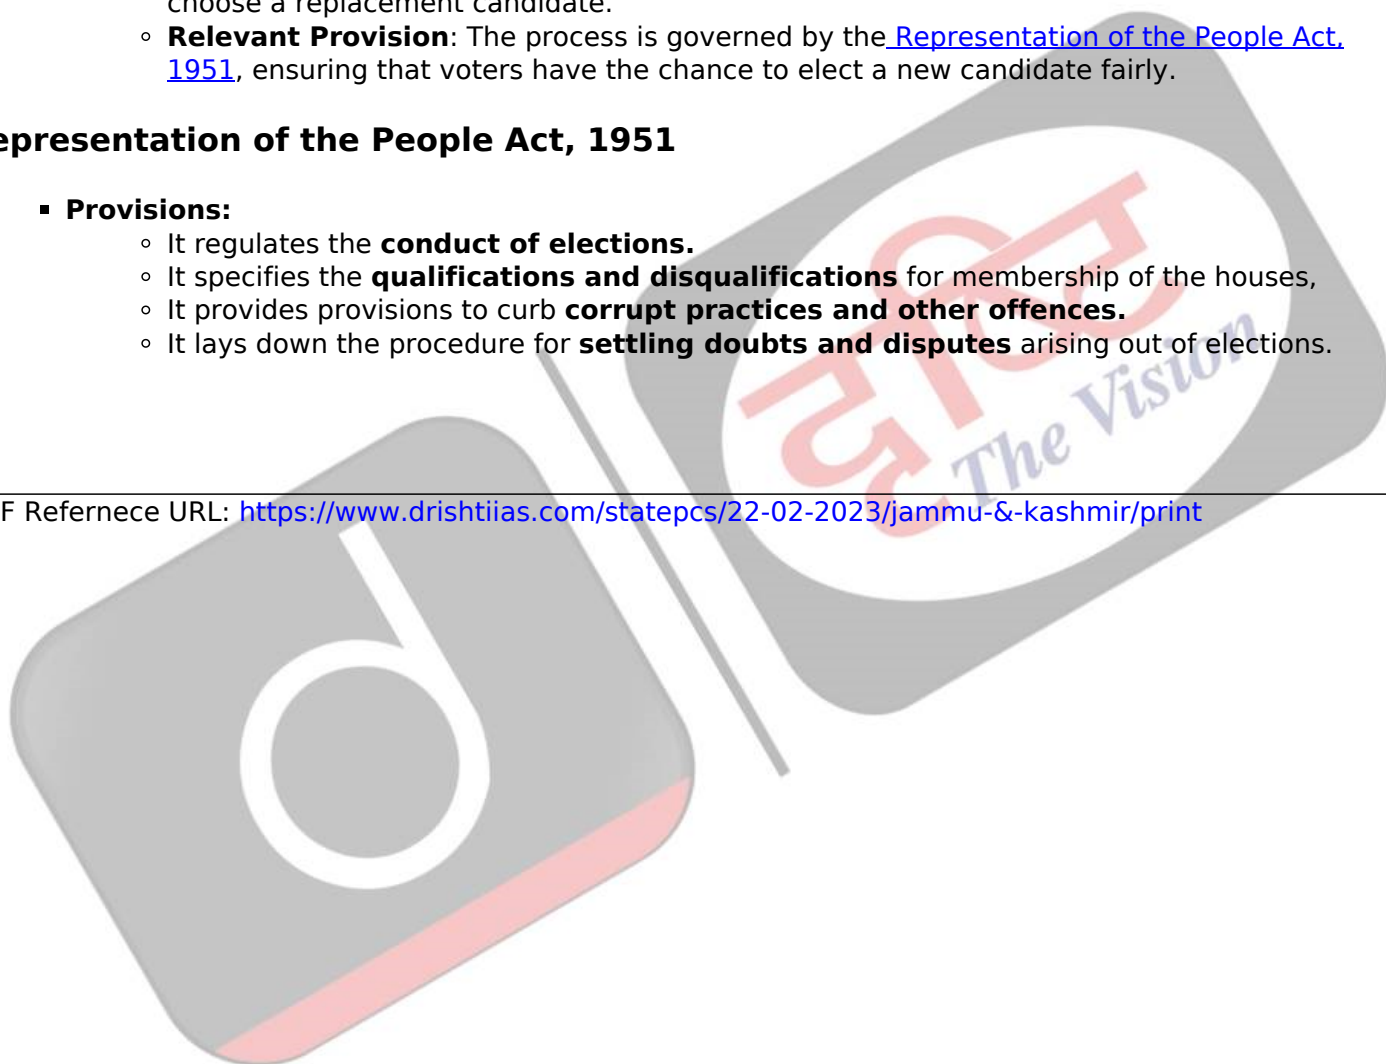 choose a replacement candidate.
◦ Relevant Provision: The process is governed by the Representation of the People Act,
1951, ensuring that voters have the chance to elect a new candidate fairly.
epresentation of the People Act, 1951
▪ Provisions:
◦ It regulates the conduct of elections.
◦ It specifies the qualifications and disqualifications for membership of the houses,
◦ It provides provisions to curb corrupt practices and other offences.
◦ It lays down the procedure for settling doubts and disputes arising out of elections.
दृष्टि
The Vision
F Refernece URL: https://www.drishtiias.com/statepcs/22-02-2023/jammu-&-kashmir/print
d